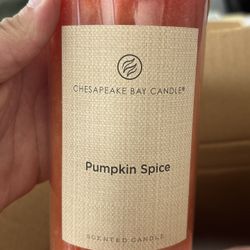 CHESAPEAKE BAY CANDLE®
Pumpkin Spice
SCENTED CANDLE